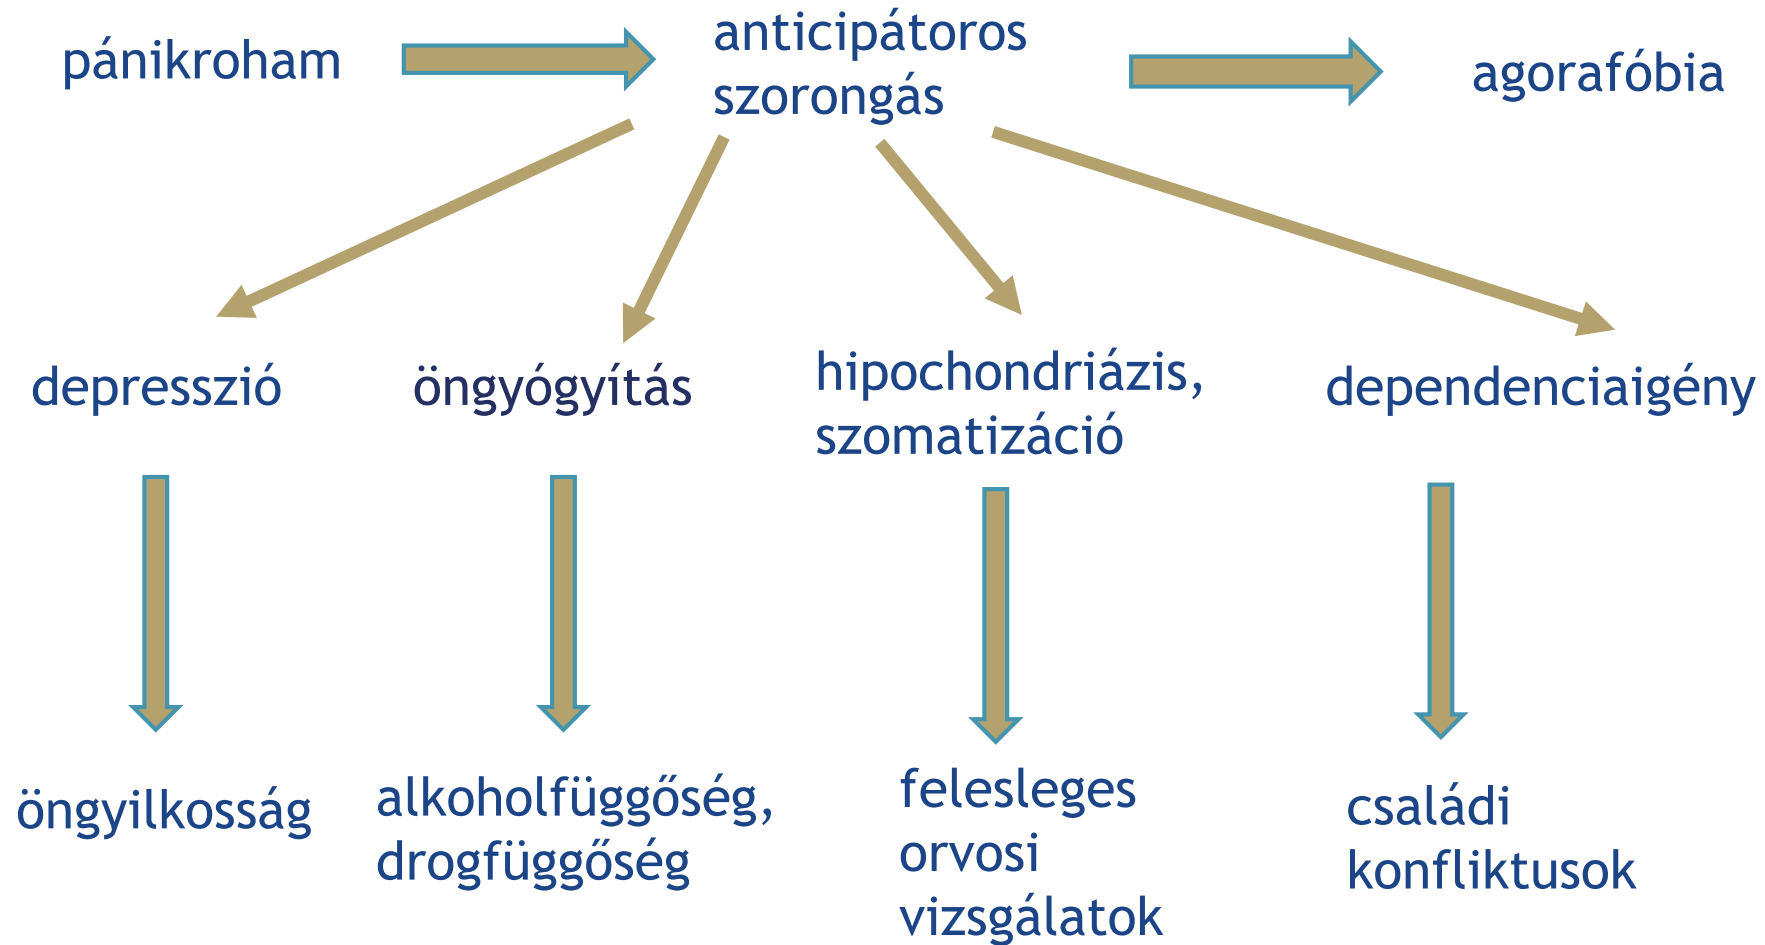 pánikroham
anticipátoros
szorongás
agorafóbia
depresszió
öngyógyítás
hipochondriázis,
szomatizáció
dependenciaigény
öngyilkosság
alkoholfüggőség,
drogfüggőség
felesleges
orvosi
vizsgálatok
családi
konfliktusok